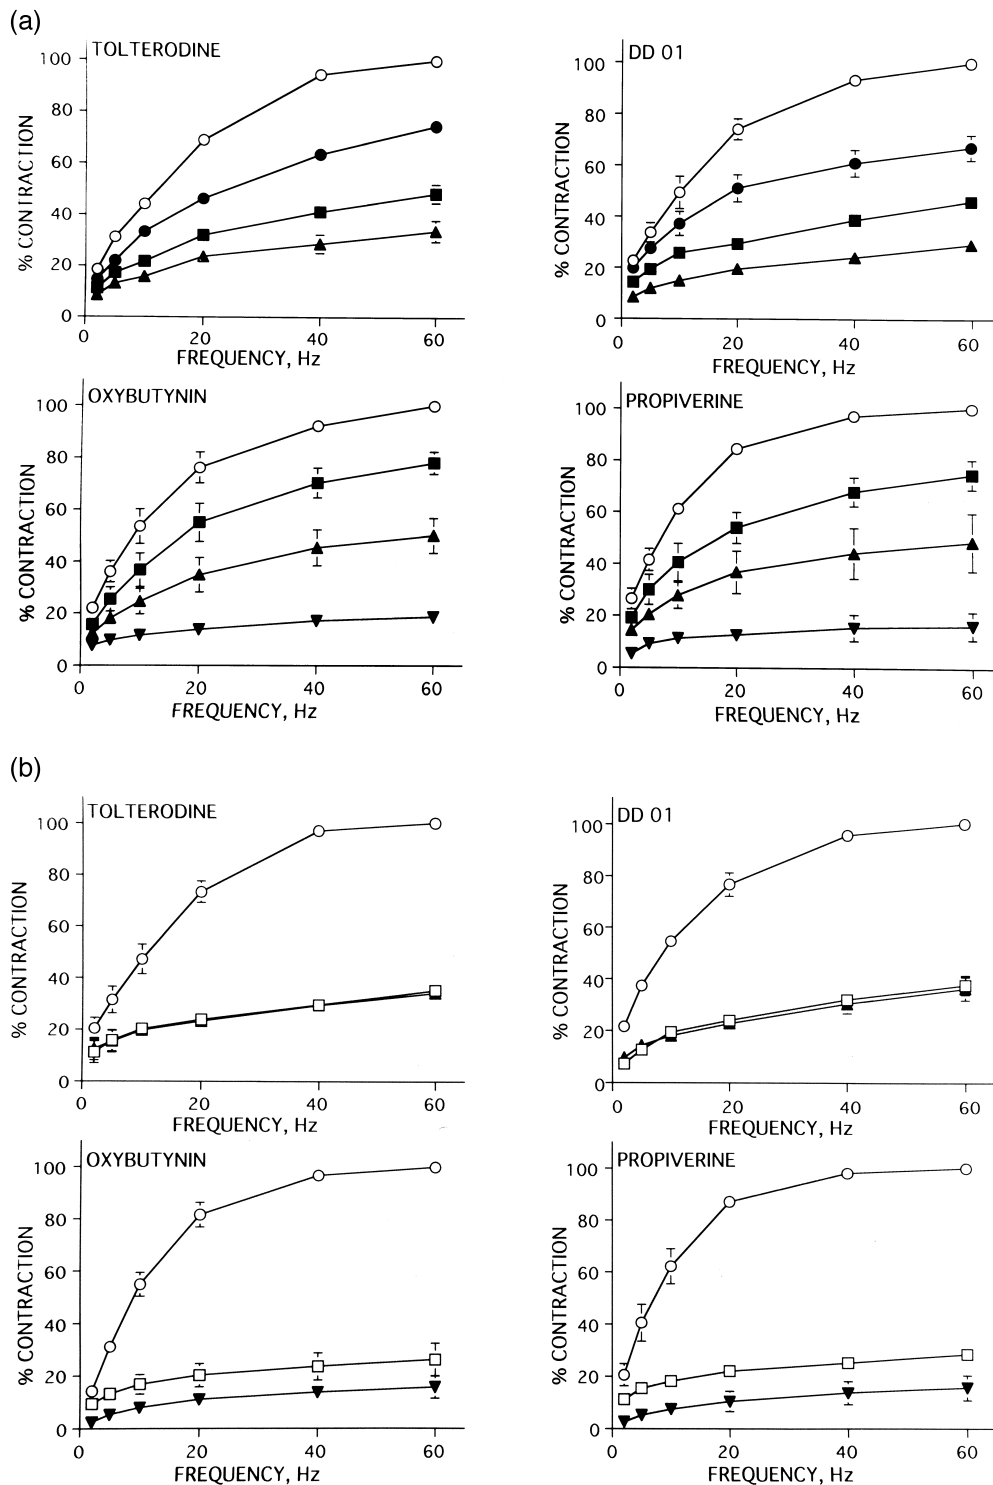 (a)
TOLTERODINE
100
80
60
40
20
0
% CONTRACTION
0 20 40 60
FREQUENCY, Hz
DD 01
100
80
60
40
20
0
% CONTRACTION
0 20 40 60
FREQUENCY, Hz
OXYBUTYNIN
100
80
60
40
20
0
% CONTRACTION
0 20 40 60
FREQUENCY, Hz
PROPIVERINE
100
80
60
40
20
0
% CONTRACTION
0 20 40 60
FREQUENCY, Hz
(b)
TOLTERODINE
100
80
60
40
20
0
% CONTRACTION
0 20 40 60
FREQUENCY, Hz
DD 01
100
80
60
40
20
0
% CONTRACTION
0 20 40 60
FREQUENCY, Hz
OXYBUTYNIN
100
80
60
40
20
0
% CONTRACTION
0 20 40 60
FREQUENCY, Hz
PROPIVERINE
100
80
60
40
20
0
% CONTRACTION
0 20 40 60
FREQUENCY, Hz